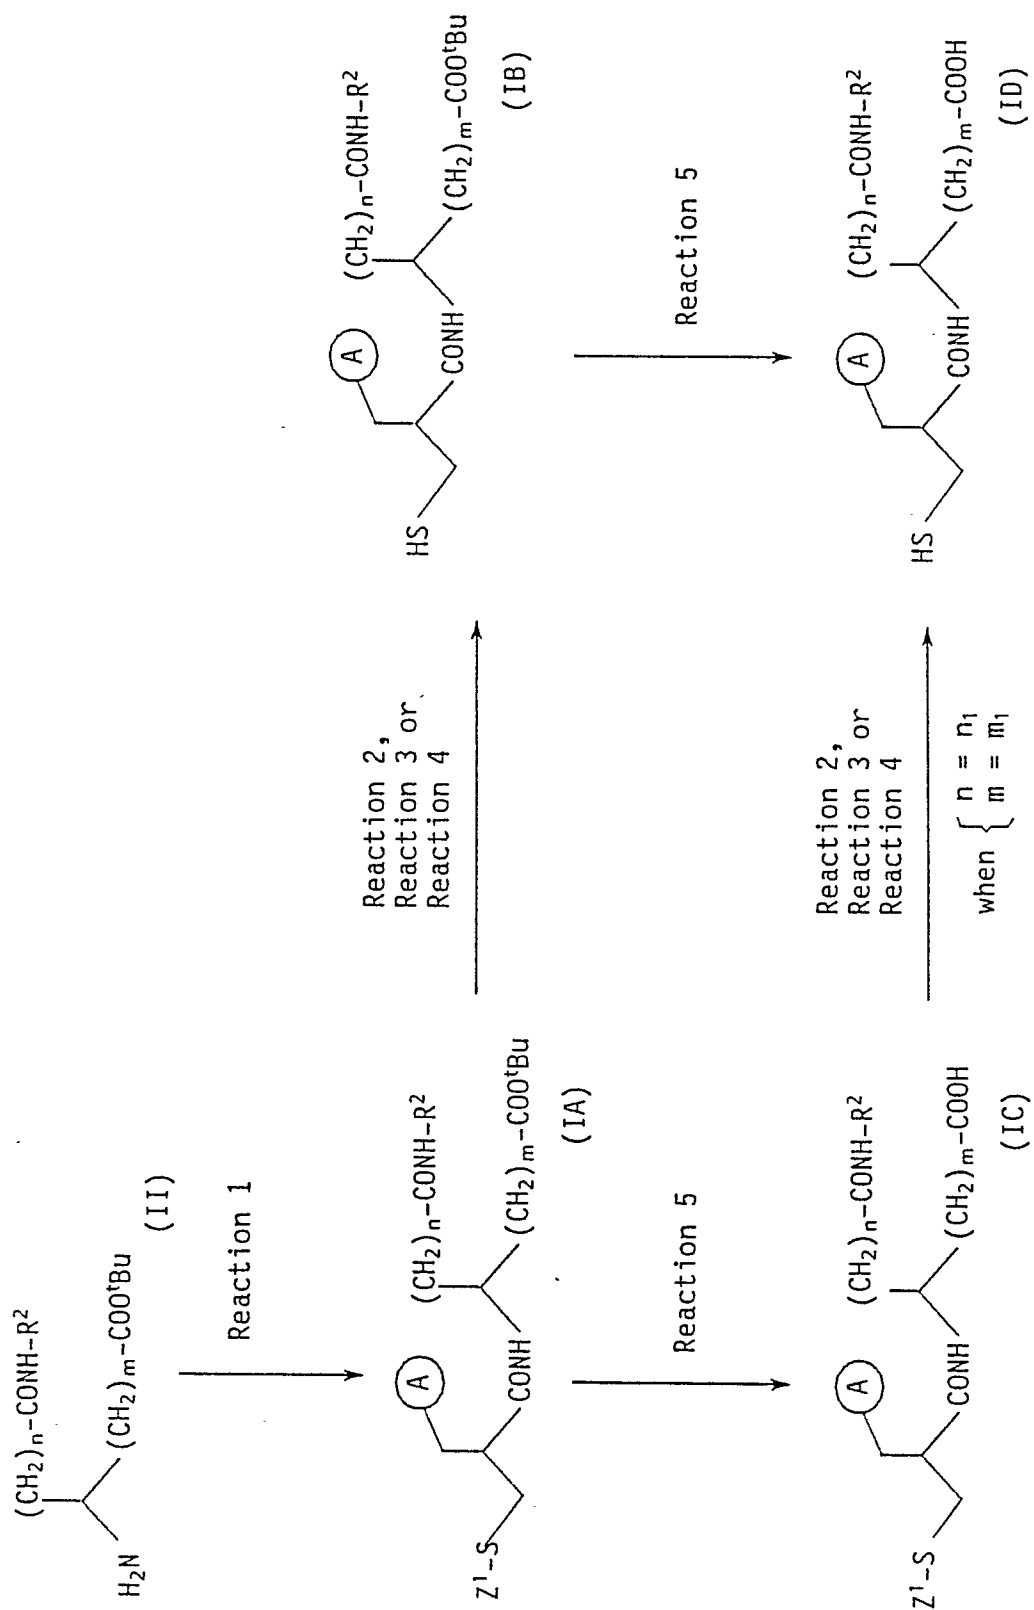 (CH₂)ₙ–CONH–R²
H₂N
(CH₂)ₘ–COOᵗBu
(II)
Reaction 1
Z¹–S
A
CONH
(CH₂)ₙ–CONH–R²
(CH₂)ₘ–COOᵗBu
(IA)
Reaction 2,
Reaction 3 or
Reaction 4
HS
A
CONH
(CH₂)ₙ–CONH–R²
(CH₂)ₘ–COOᵗBu
(IB)
Reaction 5
Reaction 5
Z¹–S
A
CONH
(CH₂)ₙ–CONH–R²
(CH₂)ₘ–COOH
(IC)
Reaction 2,
Reaction 3 or
Reaction 4
when { n = n₁
m = m₁
HS
A
CONH
(CH₂)ₙ–CONH–R²
(CH₂)ₘ–COOH
(ID)